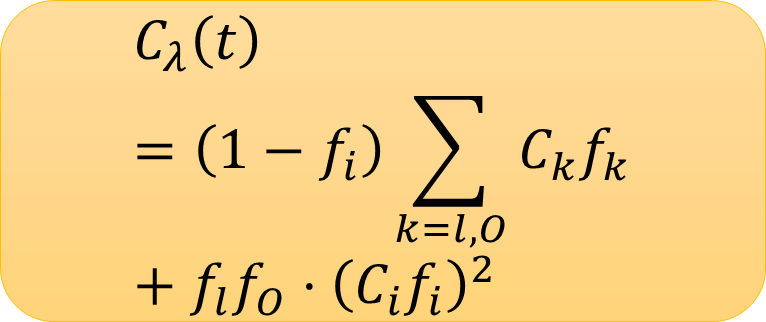 C_λ(t)
= (1 − f_i) ∑_{k=l,O} C_k f_k
+ f_l f_O · (C_i f_i)^2